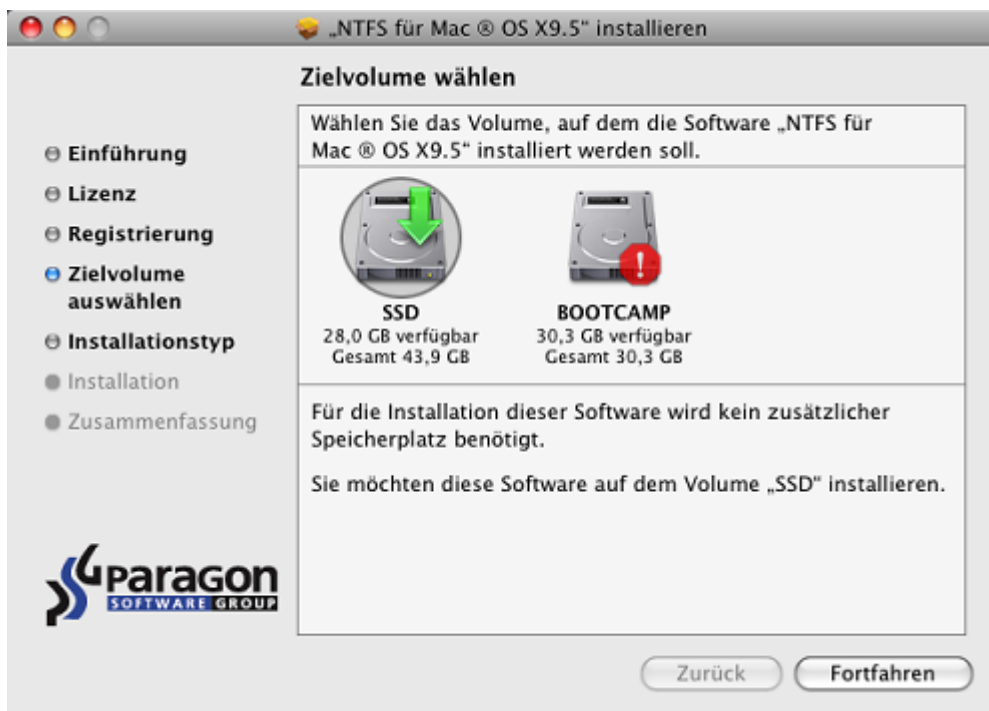 „NTFS für Mac ® OS X9.5“ installieren
Zielvolume wählen
Einführung
Lizenz
Registrierung
Zielvolume
auswählen
Installationstyp
Installation
Zusammenfassung
Wählen Sie das Volume, auf dem die Software „NTFS für
Mac ® OS X9.5“ installiert werden soll.
SSD
28,0 GB verfügbar
Gesamt 43,9 GB
BOOTCAMP
30,3 GB verfügbar
Gesamt 30,3 GB
Für die Installation dieser Software wird kein zusätzlicher
Speicherplatz benötigt.
Sie möchten diese Software auf dem Volume „SSD“ installieren.
Paragon
SOFTWARE GROUP
Zurück
Fortfahren